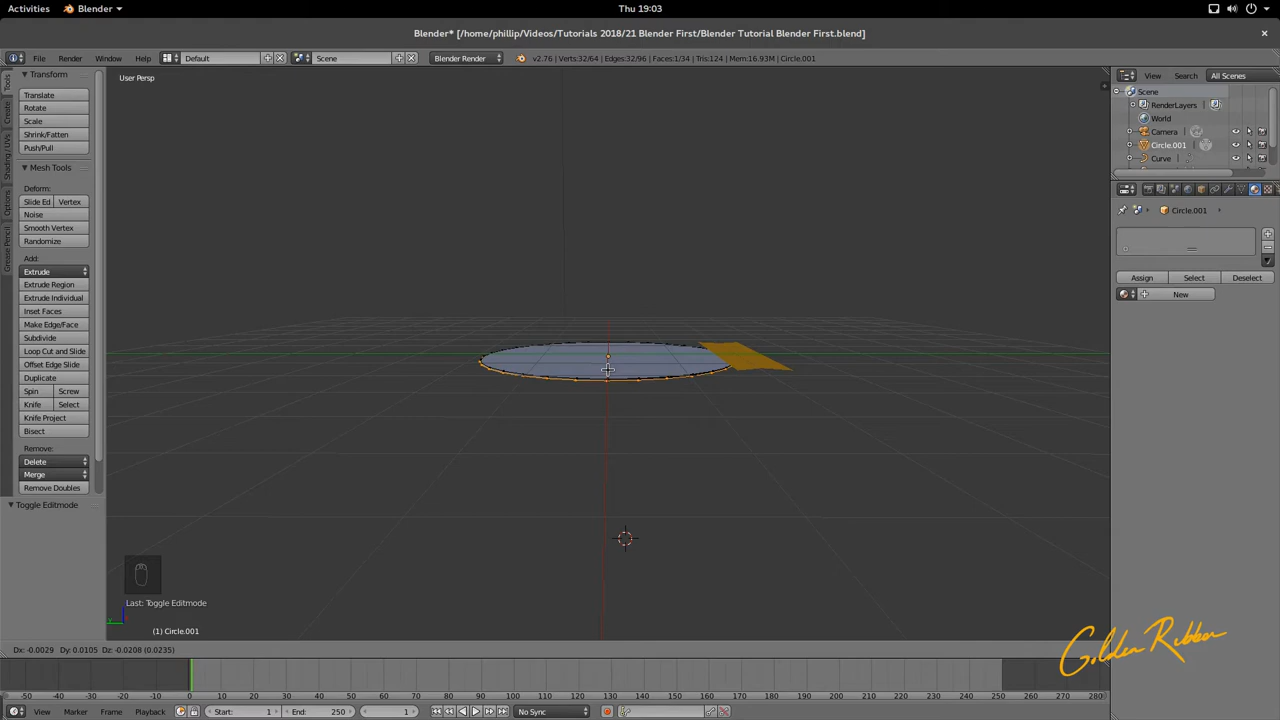 Activities Blender Thu 19:03
Blender* [/home/phillip/Videos/Tutorials 2018/21 Blender First/Blender Tutorial Blender First.blend]
File Render Window Help Default Scene Blender Render v2.76 | Verts:32/64 | Edges:32/96 | Faces:1/34 | Tris:124 | Mem:16.93M | Circle.001
Transform
User Persp
View Search All Scenes
Scene
RenderLayers
World
Camera
Circle.001
Curve
Translate
Rotate
Scale
Shrink/Fatten
Push/Pull
Mesh Tools
Deform:
Slide Ed Vertex
Noise
Smooth Vertex
Randomize
Add:
Extrude
Extrude Region
Extrude Individual
Inset Faces
Make Edge/Face
Subdivide
Loop Cut and Slide
Offset Edge Slide
Duplicate
Spin Screw
Knife Select
Knife Project
Bisect
Remove:
Delete
Merge
Remove Doubles
Toggle Editmode
Tools
Create
Shading / UVs
Options
Grease Pencil
Circle.001
Assign Select Deselect
New
Last: Toggle Editmode
(1) Circle.001
Golden Ribbon
Dx: -0.0029 Dy: 0.0105 Dz: -0.0208 (0.0235)
-50 -40 -30 -20 -10 0 10 20 30 40 50 60 70 80 90 100 110 120 130 140 150 160 170 180 190 200 210 220 230 240 250 260 270 280
View Marker Frame Playback Start: 1 End: 250 1 No Sync